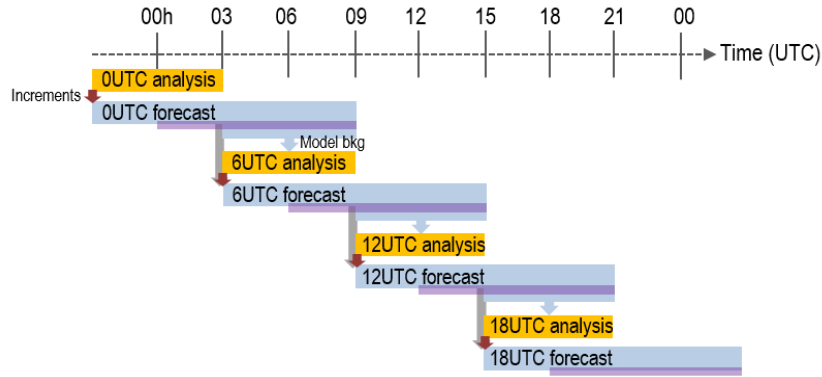 00h 03 06 09 12 15 18 21 00
Time (UTC)
0UTC analysis
Increments
0UTC forecast
Model bkg
6UTC analysis
6UTC forecast
12UTC analysis
12UTC forecast
18UTC analysis
18UTC forecast